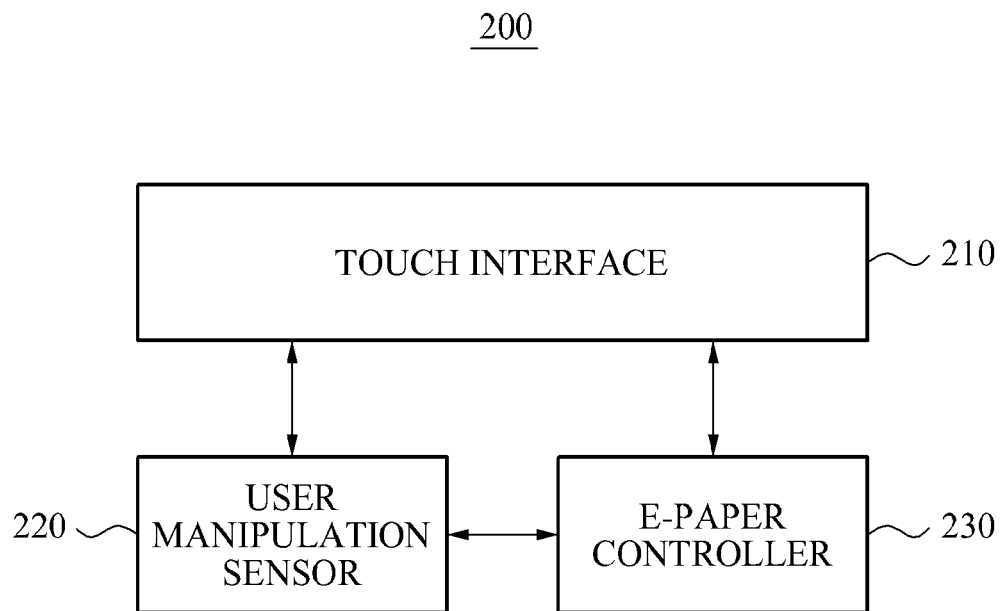 200
TOUCH INTERFACE
210
220
USER
MANIPULATION
SENSOR
E-PAPER
CONTROLLER
230